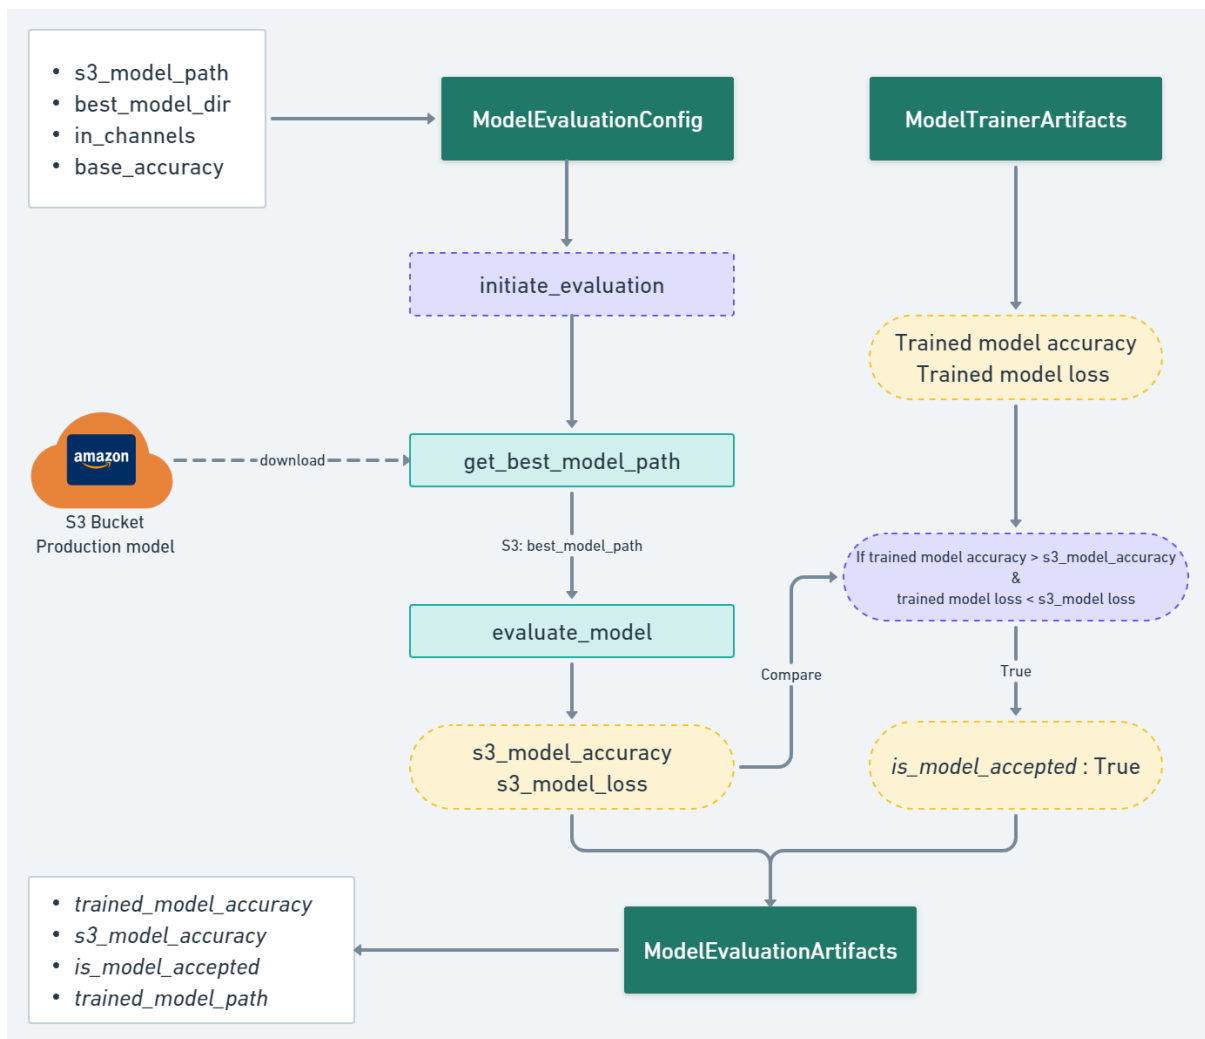 • s3_model_path
• best_model_dir
• in_channels
• base_accuracy
ModelEvaluationConfig
ModelTrainerArtifacts
initiate_evaluation
Trained model accuracy
Trained model loss
amazon
download
get_best_model_path
S3 Bucket
Production model
S3: best_model_path
If trained model accuracy > s3_model_accuracy
&
trained model loss < s3_model loss
evaluate_model
Compare
True
s3_model_accuracy
s3_model_loss
is_model_accepted : True
• trained_model_accuracy
• s3_model_accuracy
• is_model_accepted
• trained_model_path
ModelEvaluationArtifacts